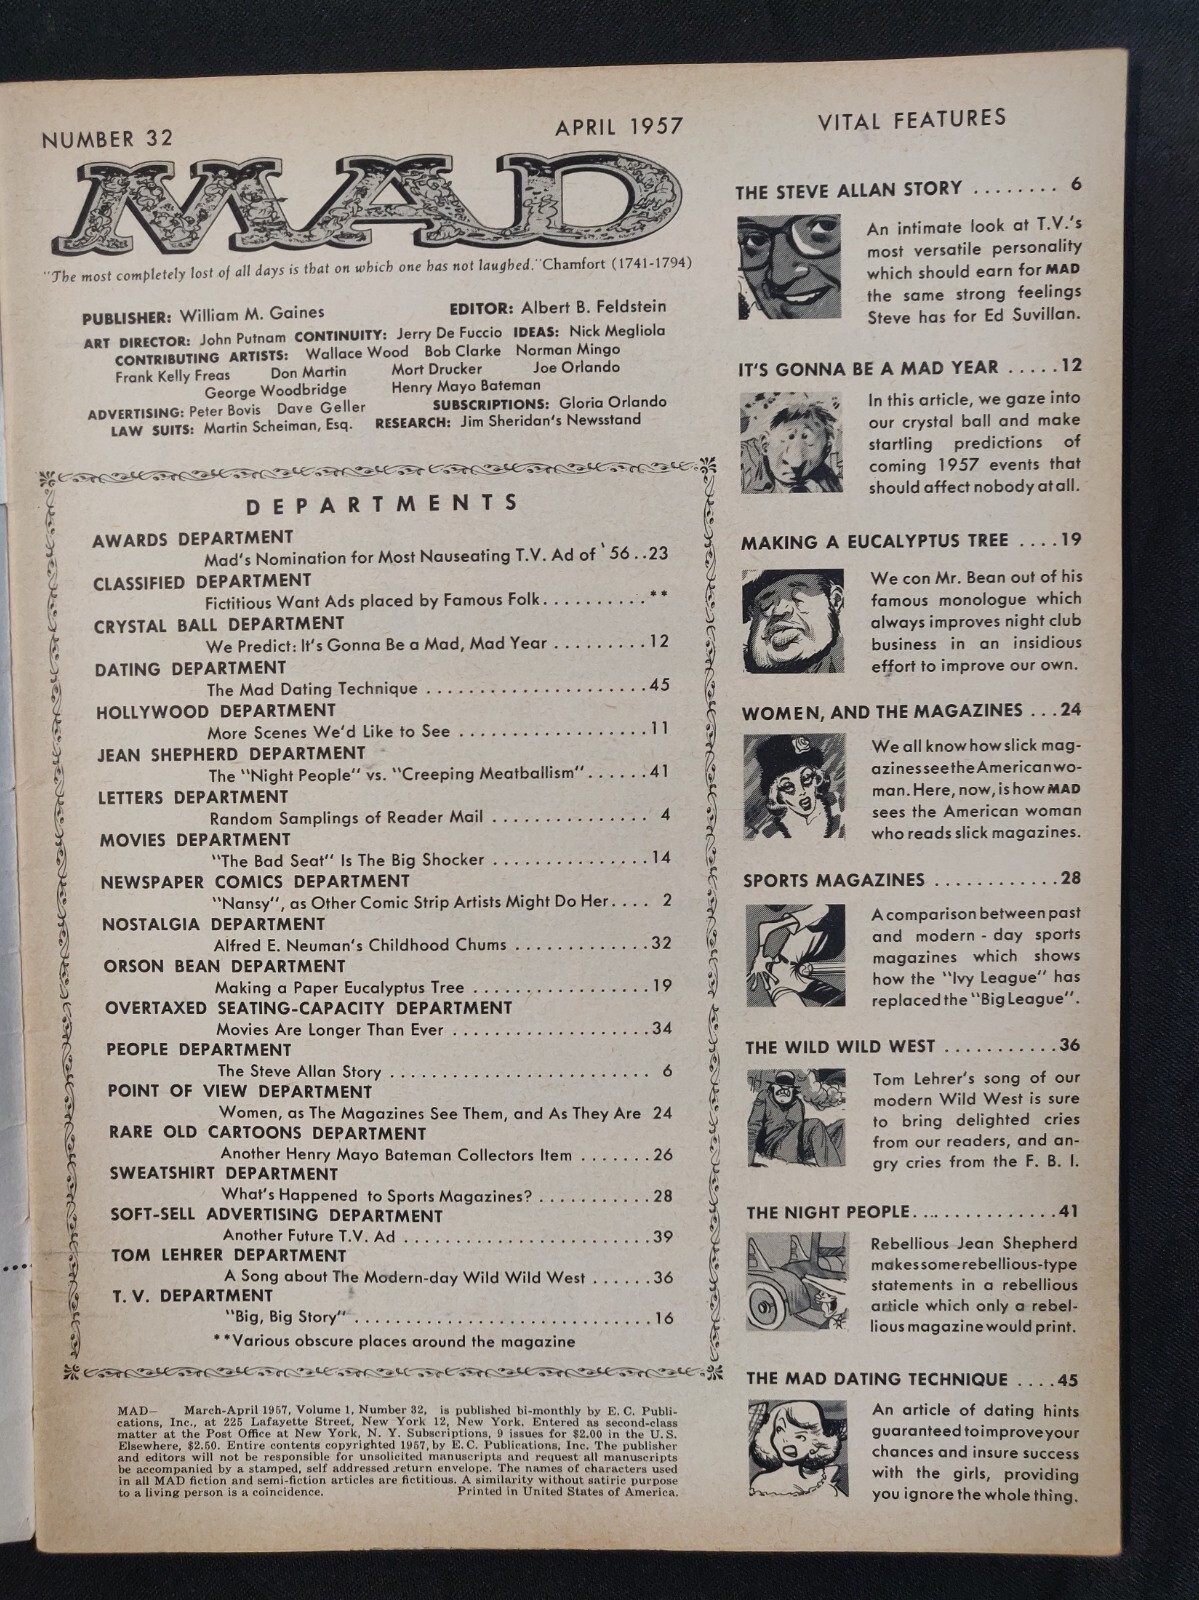 NUMBER 32
APRIL 1957
MAD
"The most completely lost of all days is that on which one has not laughed." Chamfort (1741-1794)
PUBLISHER: William M. Gaines EDITOR: Albert B. Feldstein
ART DIRECTOR: John Putnam CONTINUITY: Jerry De Fuccio IDEAS: Nick Megliola
CONTRIBUTING ARTISTS: Wallace Wood Bob Clarke Norman Mingo
Frank Kelly Freas Don Martin Mort Drucker Joe Orlando
George Woodbridge Henry Mayo Bateman
ADVERTISING: Peter Bovis Dave Geller SUBSCRIPTIONS: Gloria Orlando
LAW SUITS: Martin Scheiman, Esq. RESEARCH: Jim Sheridan's Newsstand
DEPARTMENTS
AWARDS DEPARTMENT
Mad's Nomination for Most Nauseating T.V. Ad of '56..23
CLASSIFIED DEPARTMENT
Fictitious Want Ads placed by Famous Folk..........**
CRYSTAL BALL DEPARTMENT
We Predict: It's Gonna Be a Mad, Mad Year .........12
DATING DEPARTMENT
The Mad Dating Technique ......................45
HOLLYWOOD DEPARTMENT
More Scenes We'd Like to See ...................11
JEAN SHEPHERD DEPARTMENT
The "Night People" vs. "Creeping Meatballism"......41
LETTERS DEPARTMENT
Random Samplings of Reader Mail ............... 4
MOVIES DEPARTMENT
"The Bad Seat" Is The Big Shocker ...............14
NEWSPAPER COMICS DEPARTMENT
"Nansy", as Other Comic Strip Artists Might Do Her.... 2
NOSTALGIA DEPARTMENT
Alfred E. Neuman's Childhood Chums .............32
ORSON BEAN DEPARTMENT
Making a Paper Eucalyptus Tree ..................19
OVERTAXED SEATING-CAPACITY DEPARTMENT
Movies Are Longer Than Ever ....................34
PEOPLE DEPARTMENT
The Steve Allan Story .......................... 6
POINT OF VIEW DEPARTMENT
Women, as The Magazines See Them, and As They Are 24
RARE OLD CARTOONS DEPARTMENT
Another Henry Mayo Bateman Collectors Item .......26
SWEATSHIRT DEPARTMENT
What's Happened to Sports Magazines? ...........28
SOFT-SELL ADVERTISING DEPARTMENT
Another Future T.V. Ad .........................39
TOM LEHRER DEPARTMENT
A Song about The Modern-day Wild Wild West ......36
T. V. DEPARTMENT
"Big, Big Story" ..............................16
**Various obscure places around the magazine
MAD— March-April 1957, Volume 1, Number 32, is published bi-monthly by E. C. Publi-
cations, Inc., at 225 Lafayette Street, New York 12, New York. Entered as second-class
matter at the Post Office at New York, N. Y. Subscriptions, 9 issues for $2.00 in the U.S.
Elsewhere, $2.50. Entire contents copyrighted 1957, by E. C. Publications, Inc. The publisher
and editors will not be responsible for unsolicited manuscripts and request all manuscripts
be accompanied by a stamped, self addressed return envelope. The names of characters used
in all MAD fiction and semi-fiction articles are fictitious. A similarity without satiric purpose
to a living person is a coincidence. Printed in United States of America.
VITAL FEATURES
THE STEVE ALLAN STORY ........ 6
An intimate look at T.V.'s
most versatile personality
which should earn for MAD
the same strong feelings
Steve has for Ed Suvillan.
IT'S GONNA BE A MAD YEAR .....12
In this article, we gaze into
our crystal ball and make
startling predictions of
coming 1957 events that
should affect nobody at all.
MAKING A EUCALYPTUS TREE ....19
We con Mr. Bean out of his
famous monologue which
always improves night club
business in an insidious
effort to improve our own.
WOMEN, AND THE MAGAZINES ...24
We all know how slick mag-
azines see the American wo-
man. Here, now, is how MAD
sees the American woman
who reads slick magazines.
SPORTS MAGAZINES ............28
A comparison between past
and modern-day sports
magazines which shows
how the "Ivy League" has
replaced the "Big League".
THE WILD WILD WEST ...........36
Tom Lehrer's song of our
modern Wild West is sure
to bring delighted cries
from our readers, and an-
gry cries from the F. B. I.
THE NIGHT PEOPLE..............41
Rebellious Jean Shepherd
makes some rebellious-type
statements in a rebellious
article which only a rebel-
lious magazine would print.
THE MAD DATING TECHNIQUE ....45
An article of dating hints
guaranteed to improve your
chances and insure success
with the girls, providing
you ignore the whole thing.